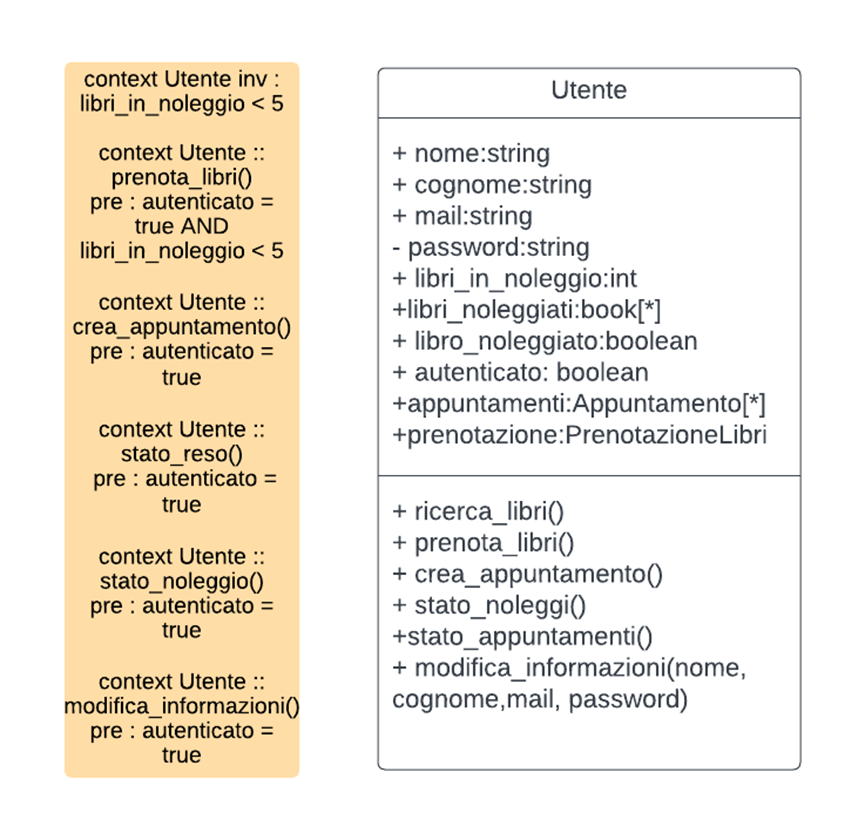 context Utente inv :
libri_in_noleggio < 5
context Utente ::
prenota_libri()
pre : autenticato =
true AND
libri_in_noleggio < 5
context Utente ::
crea_appuntamento()
pre : autenticato =
true
context Utente ::
stato_reso()
pre : autenticato =
true
context Utente ::
stato_noleggio()
pre : autenticato =
true
context Utente ::
modifica_informazioni()
pre : autenticato =
true
Utente
+ nome:string
+ cognome:string
+ mail:string
- password:string
+ libri_in_noleggio:int
+libri_noleggiati:book[*]
+ libro_noleggiato:boolean
+ autenticato: boolean
+appuntamenti:Appuntamento[*]
+prenotazione:PrenotazioneLibri
+ ricerca_libri()
+ prenota_libri()
+ crea_appuntamento()
+ stato_noleggi()
+stato_appuntamenti()
+ modifica_informazioni(nome,
cognome,mail, password)